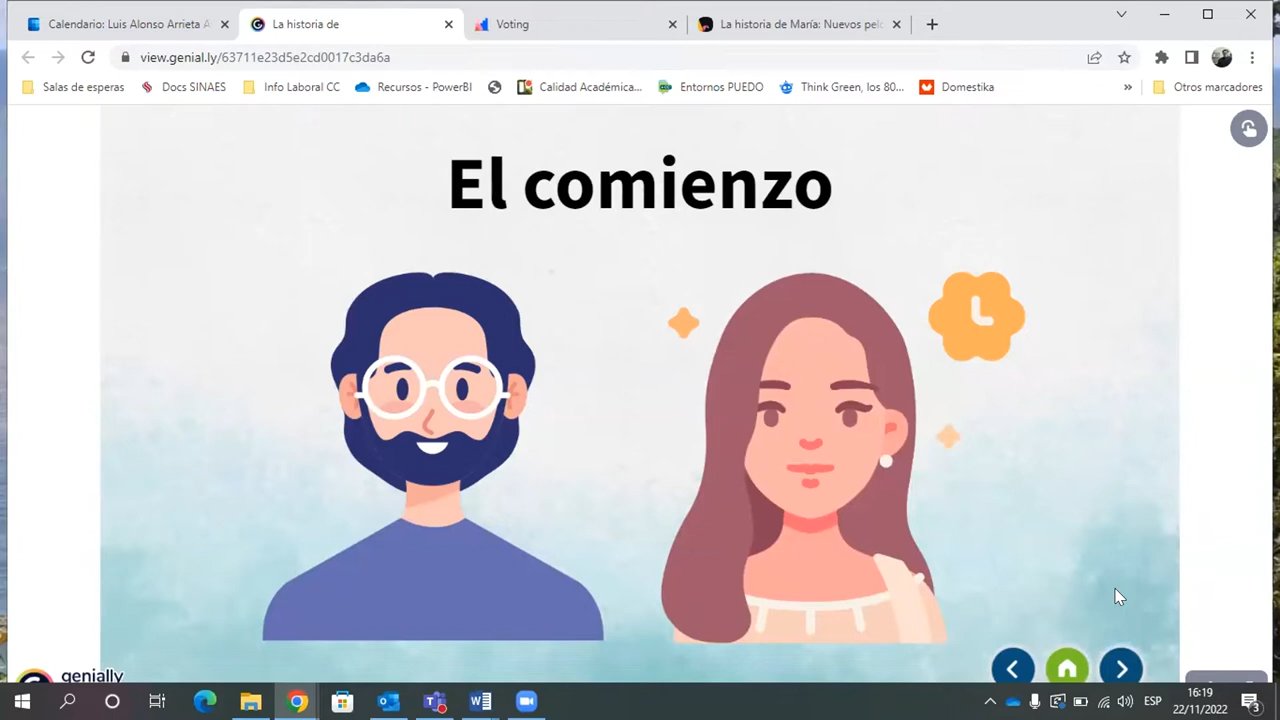 Calendario: Luis Alonso Arrieta A
La historia de
Voting
La historia de María: Nuevos pelo
view.genial.ly/63711e23d5e2cd0017c3da6a
Salas de esperas
Docs SINAES
Info Laboral CC
Recursos - PowerBI
Calidad Académica...
Entornos PUEDO
Think Green, los 80...
Domestika
»
Otros marcadores
El comienzo
genially
ESP
16:19
22/11/2022
3